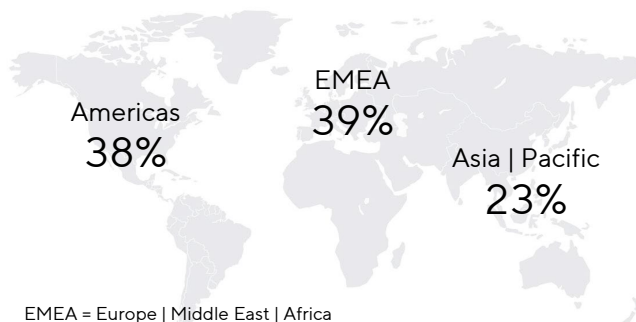 EMEA
39%
Americas
38%
Asia | Pacific
23%
EMEA = Europe | Middle East | Africa